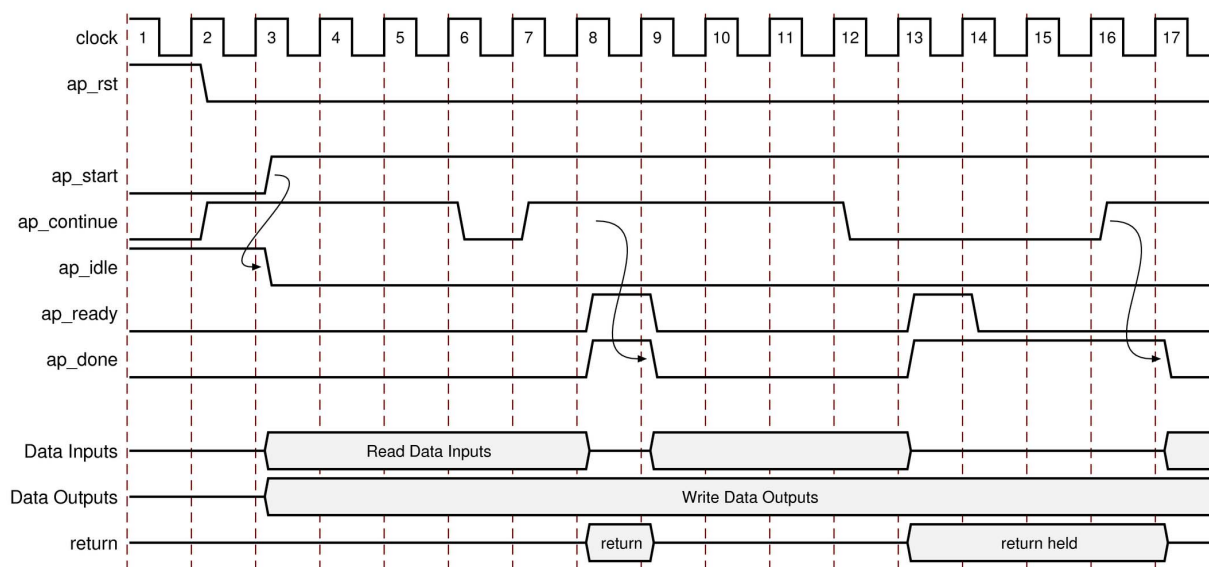 clock 1 2 3 4 5 6 7 8 9 10 11 12 13 14 15 16 17
ap_rst
ap_start
ap_continue
ap_idle
ap_ready
ap_done
Data Inputs Read Data Inputs
Data Outputs Write Data Outputs
return return return held